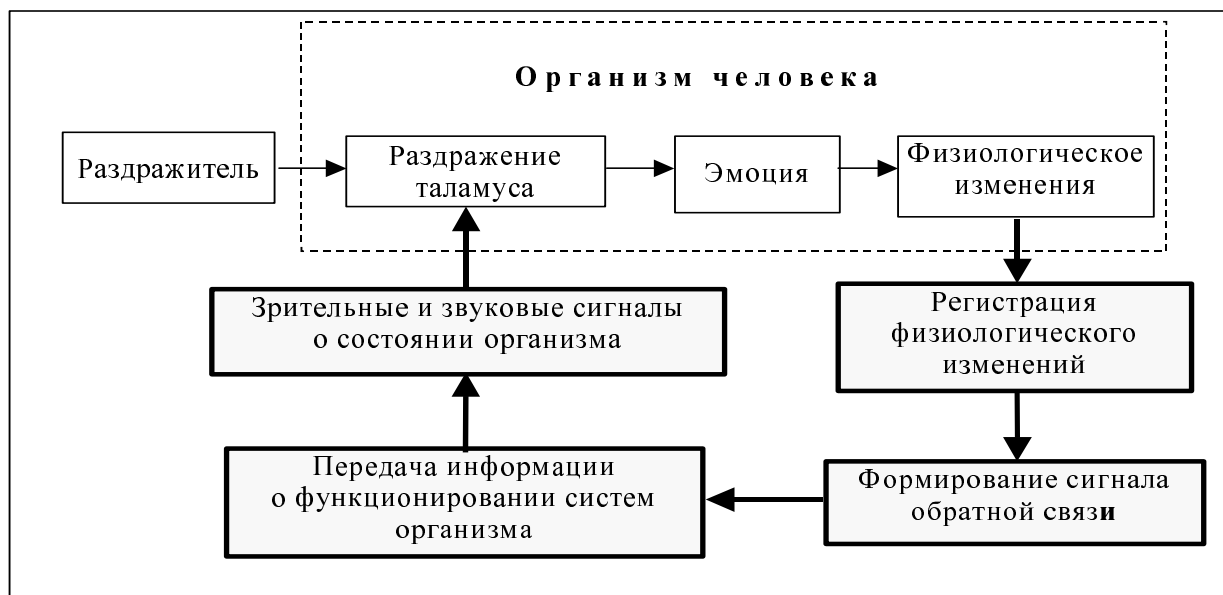 Организм человека
Раздражитель
Раздражение
таламуса
Эмоция
Физиологическое
изменения
Зрительные и звуковые сигналы
о состоянии организма
Регистрация
физиологического
изменений
Передача информации
о функционировании систем
организма
Формирование сигнала
обратной связи